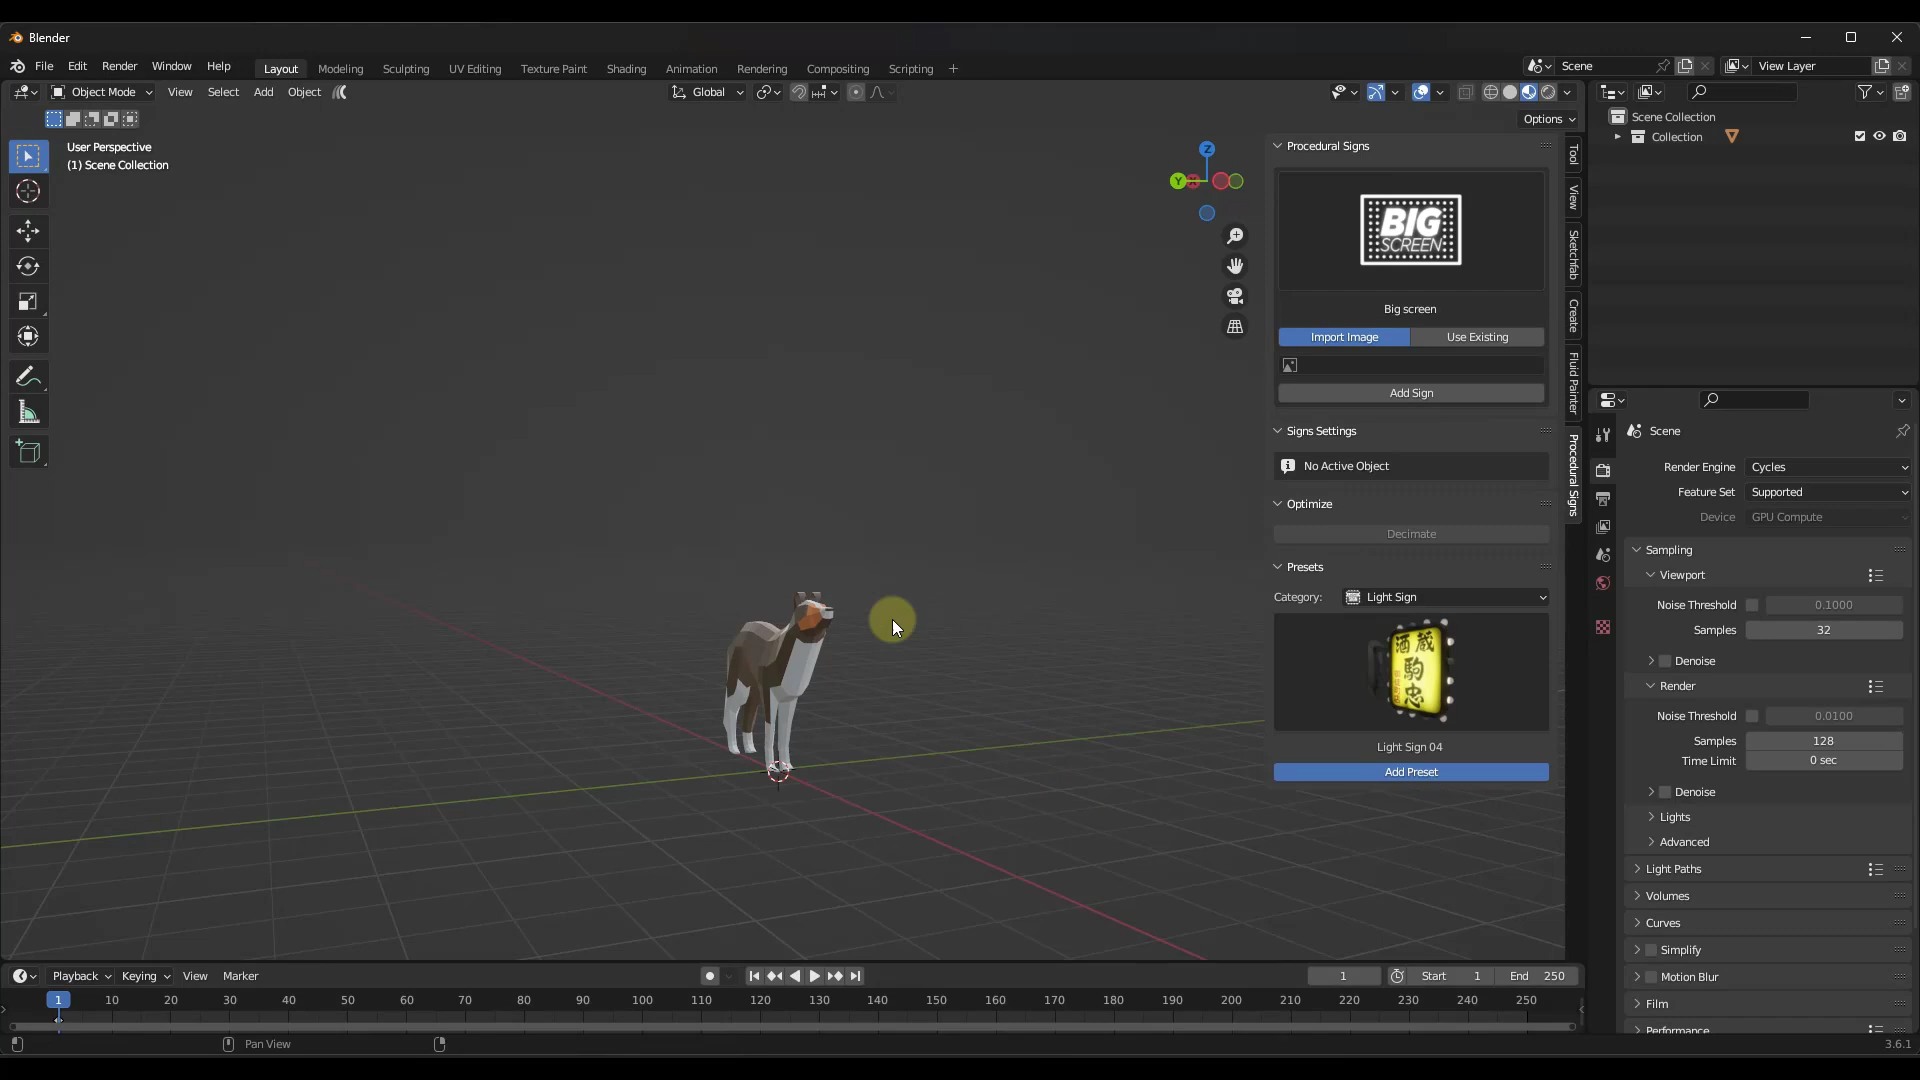 Blender
File Edit Render Window Help
Layout Modeling Sculpting UV Editing Texture Paint Shading Animation Rendering Compositing Scripting
Scene
View Layer
Object Mode View Select Add Object
Global
Options
User Perspective
(1) Scene Collection
Z
Y
X
Procedural Signs
BIG
SCREEN
Big screen
Import Image Use Existing
Add Sign
Signs Settings
No Active Object
Optimize
Decimate
Presets
Category: Light Sign
酒蔵
駒
忠
Light Sign 04
Add Preset
Tool
View
Sketchfab
Create
Fluid Painter
Procedural Signs
Scene Collection
Collection
Scene
Render Engine Cycles
Feature Set Supported
Device GPU Compute
Sampling
Viewport
Noise Threshold 0.1000
Samples 32
Denoise
Render
Noise Threshold 0.0100
Samples 128
Time Limit 0 sec
Denoise
Lights
Advanced
Light Paths
Volumes
Curves
Simplify
Motion Blur
Film
Performance
Playback Keying View Marker
1 Start 1 End 250
1 10 20 30 40 50 60 70 80 90 100 110 120 130 140 150 160 170 180 190 200 210 220 230 240 250
Pan View
3.6.1